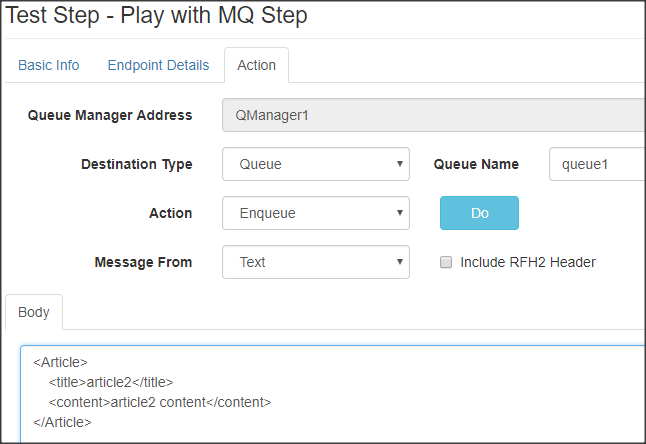 Test Step - Play with MQ Step
Basic Info Endpoint Details Action
Queue Manager Address QManager1
Destination Type Queue Queue Name queue1
Action Enqueue Do
Message From Text Include RFH2 Header
Body
<Article>
    <title>article2</title>
    <content>article2 content</content>
</Article>